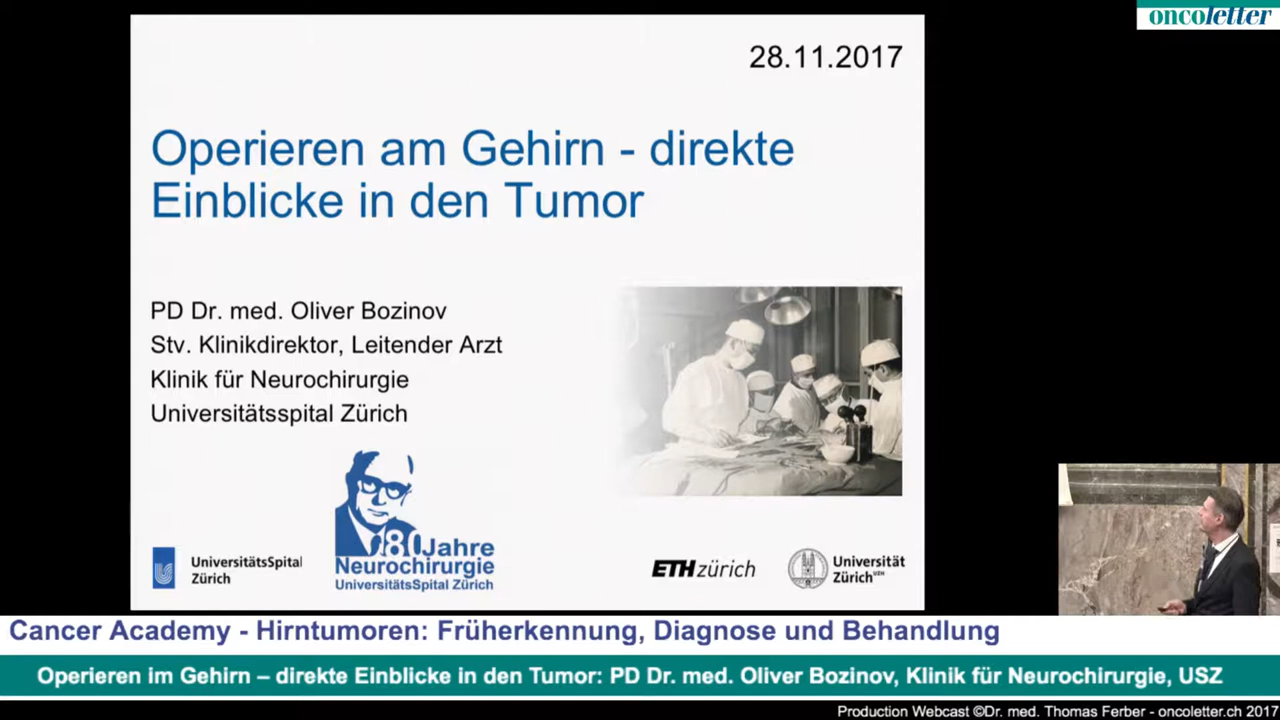 oncoletter
28.11.2017
Operieren am Gehirn - direkte
Einblicke in den Tumor
PD Dr. med. Oliver Bozinov
Stv. Klinikdirektor, Leitender Arzt
Klinik für Neurochirurgie
Universitätsspital Zürich
UniversitätsSpital
Zürich
80 Jahre
Neurochirurgie
UniversitätsSpital Zürich
ETH zürich
Universität
Zürich UZH
Cancer Academy - Hirntumoren: Früherkennung, Diagnose und Behandlung
Operieren im Gehirn – direkte Einblicke in den Tumor: PD Dr. med. Oliver Bozinov, Klinik für Neurochirurgie, USZ
Production Webcast ©Dr. med. Thomas Ferber - oncoletter.ch 2017